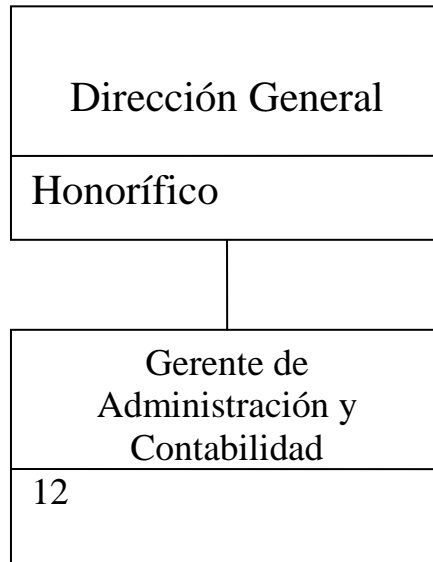 Dirección General
Honorífico
Gerente de
Administración y
Contabilidad
12